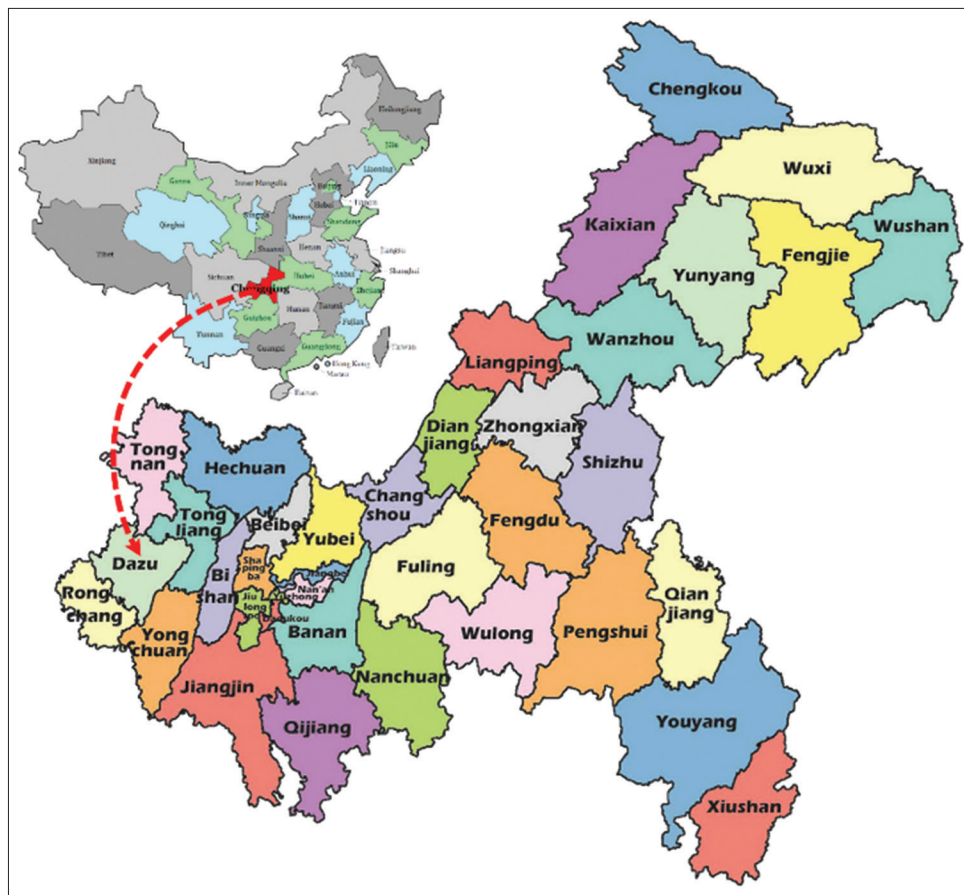 Heilongjiang
Jilin
Liaoning
Xinjiang
Gansu
Inner Mongolia
Beijing
Tianjin
Hebei
Ningxia
Shanxi
Shandong
Qinghai
Shaanxi
Henan
Jiangsu
Tibet
Anhui
Shanghai
Sichuan
Hubei
Chongqing
Zhejiang
Hunan
Jiangxi
Guizhou
Fujian
Yunnan
Guangxi
Guangdong
Taiwan
Hong Kong
Macau
Hainan
Chengkou
Wuxi
Kaixian
Wushan
Fengjie
Yunyang
Wanzhou
Liangping
Dian
jiang
Zhongxian
Shizhu
Tong
nan
Hechuan
Chang
shou
Fengdu
Beibei
Yubei
Tong
liang
Dazu
Bi
shan
Sha
ping
ba
Jiangbei
Nan'an
Yuzhong
Fuling
Rong
chang
Jiu
long
po
Dadukou
Qian
jiang
Yong
chuan
Banan
Wulong
Pengshui
Jiangjin
Nanchuan
Qijiang
Youyang
Xiushan